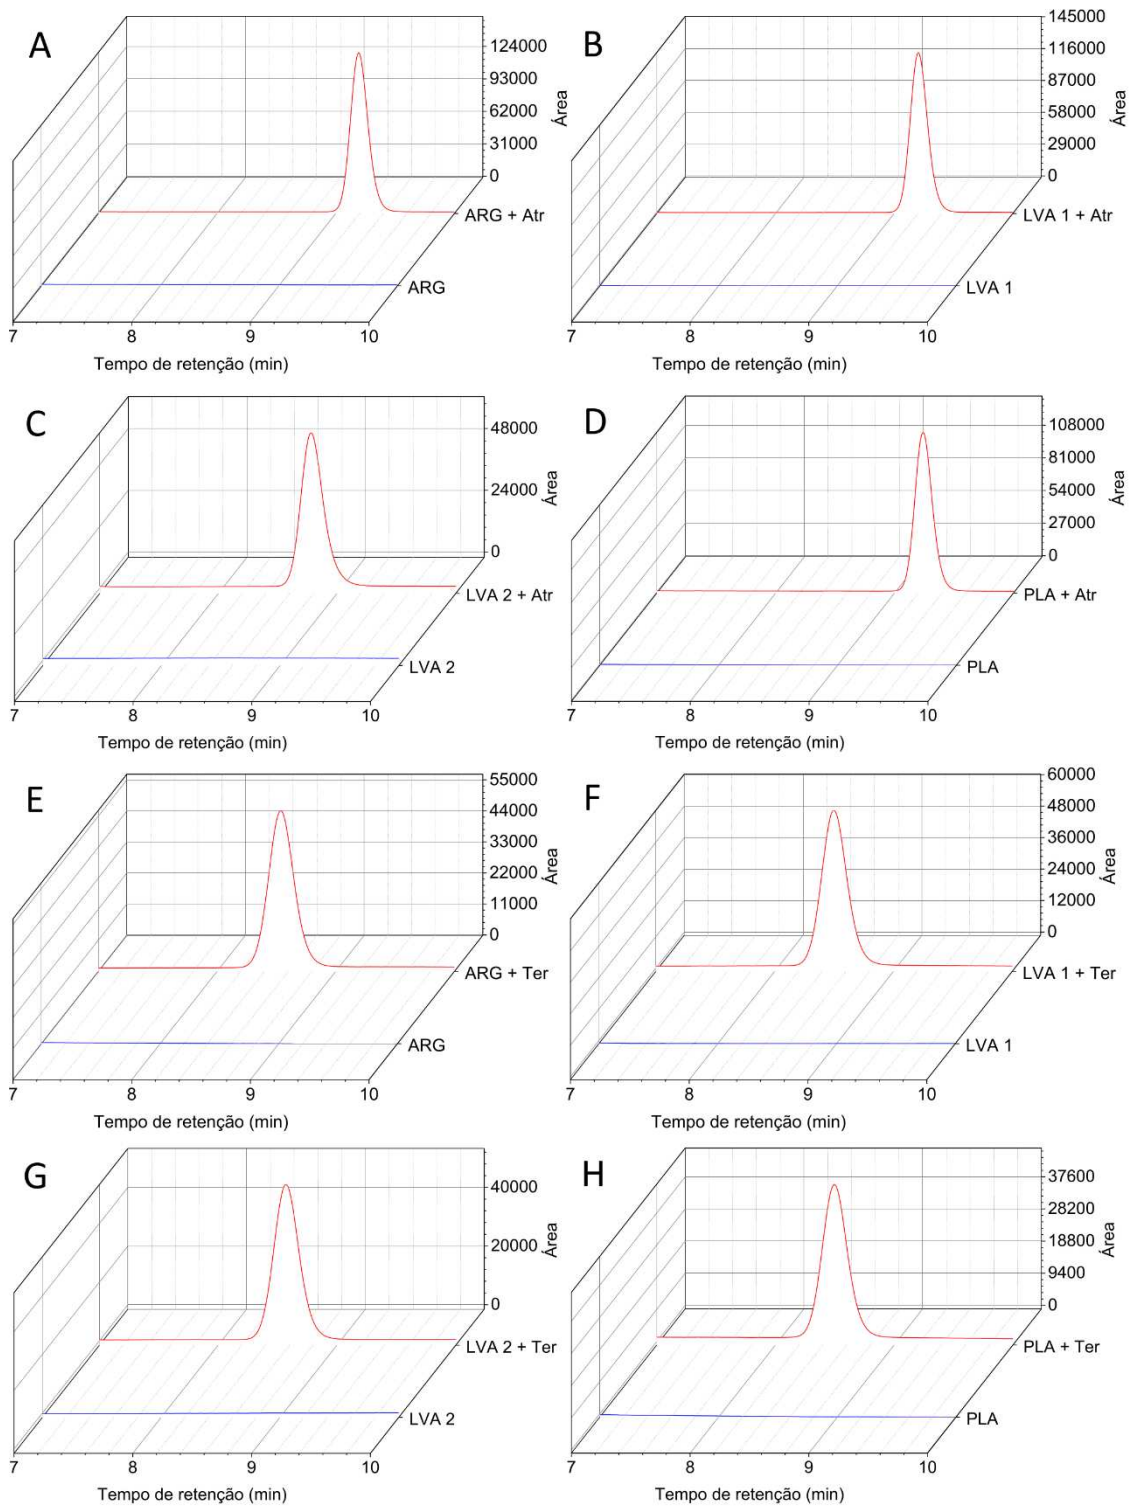 A
124000
93000
62000
31000
0
Área
ARG + Atr
ARG
7 8 9 10
Tempo de retenção (min)
B
145000
116000
87000
58000
29000
0
Área
LVA 1 + Atr
LVA 1
7 8 9 10
Tempo de retenção (min)
C
48000
24000
0
Área
LVA 2 + Atr
LVA 2
7 8 9 10
Tempo de retenção (min)
D
108000
81000
54000
27000
0
Área
PLA + Atr
PLA
7 8 9 10
Tempo de retenção (min)
E
55000
44000
33000
22000
11000
0
Área
ARG + Ter
ARG
7 8 9 10
Tempo de retenção (min)
F
60000
48000
36000
24000
12000
0
Área
LVA 1 + Ter
LVA 1
7 8 9 10
Tempo de retenção (min)
G
40000
20000
0
Área
LVA 2 + Ter
LVA 2
7 8 9 10
Tempo de retenção (min)
H
37600
28200
18800
9400
0
Área
PLA + Ter
PLA
7 8 9 10
Tempo de retenção (min)